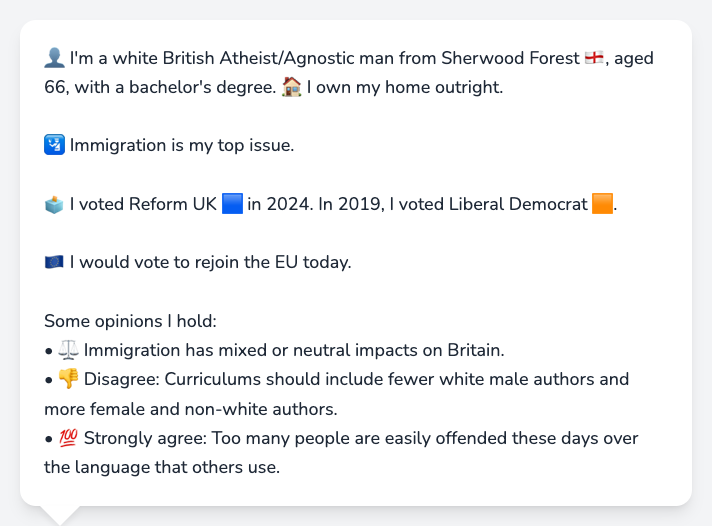 👤 I'm a white British Atheist/Agnostic man from Sherwood Forest 🏴󠁧󠁢󠁥󠁮󠁧󠁿, aged
66, with a bachelor's degree. 🏠 I own my home outright.
🛂 Immigration is my top issue.
🗳️ I voted Reform UK 🟦 in 2024. In 2019, I voted Liberal Democrat 🟧.
🇪🇺 I would vote to rejoin the EU today.
Some opinions I hold:
• ⚖️ Immigration has mixed or neutral impacts on Britain.
• 👎 Disagree: Curriculums should include fewer white male authors and
more female and non-white authors.
• 💯 Strongly agree: Too many people are easily offended these days over
the language that others use.